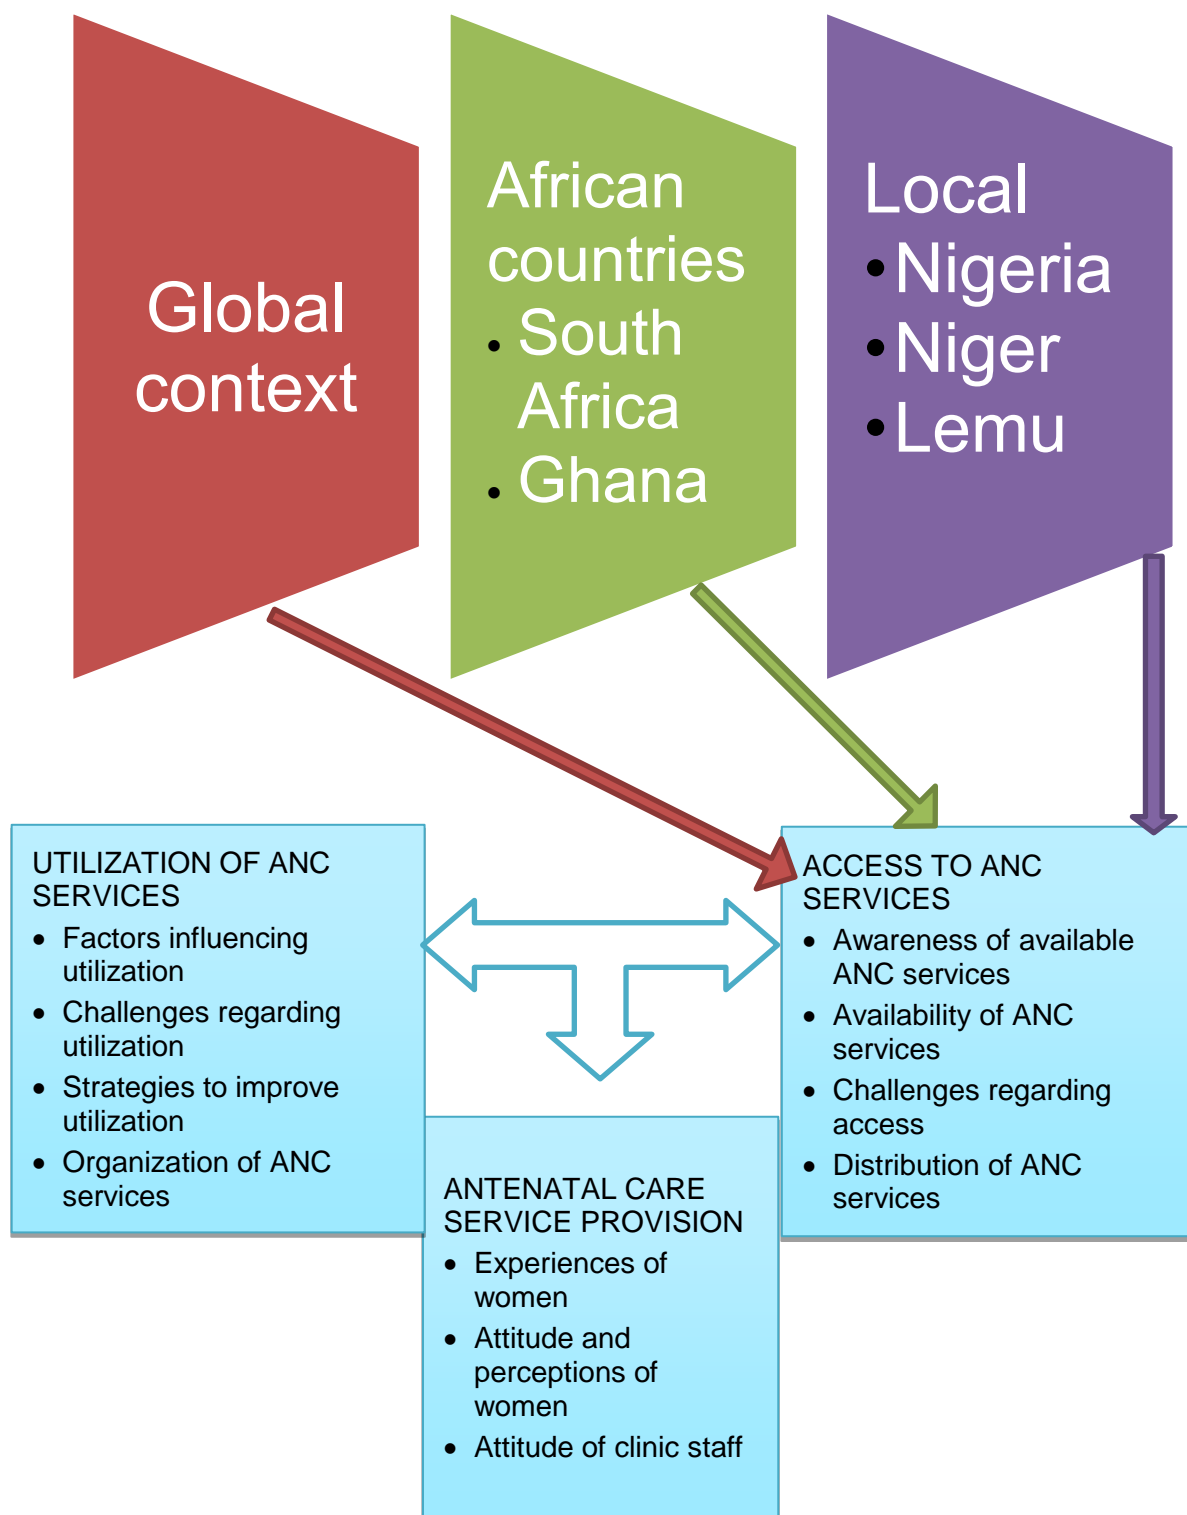 Global
context
African
countries
• South
Africa
• Ghana
Local
• Nigeria
• Niger
• Lemu
UTILIZATION OF ANC
SERVICES
• Factors influencing
utilization
• Challenges regarding
utilization
• Strategies to improve
utilization
• Organization of ANC
services
ANTENATAL CARE
SERVICE PROVISION
• Experiences of
women
• Attitude and
perceptions of
women
• Attitude of clinic staff
ACCESS TO ANC
SERVICES
• Awareness of available
ANC services
• Availability of ANC
services
• Challenges regarding
access
• Distribution of ANC
services